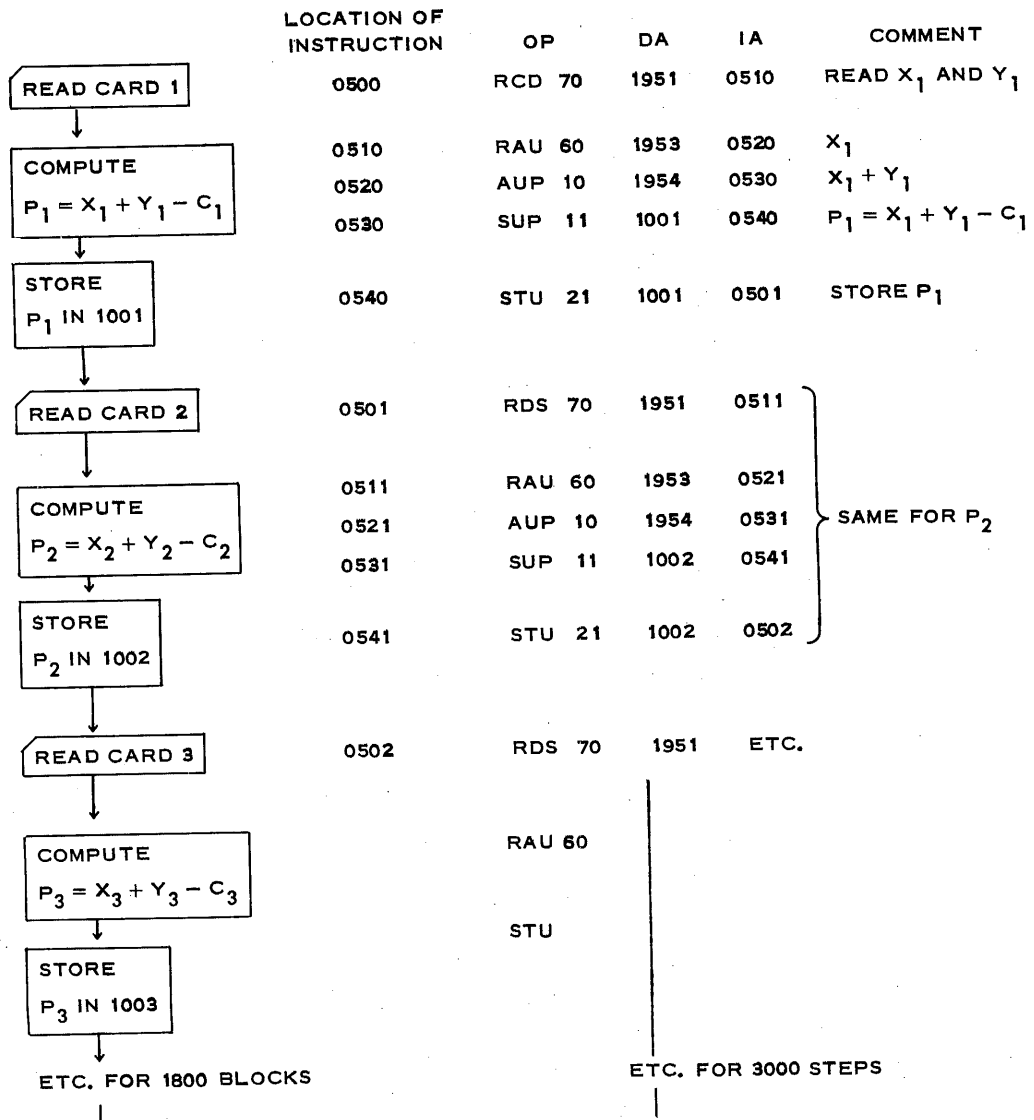 LOCATION OF
INSTRUCTION OP DA IA COMMENT
READ CARD 1 0500 RCD 70 1951 0510 READ X₁ AND Y₁
COMPUTE 0510 RAU 60 1953 0520 X₁
0520 AUP 10 1954 0530 X₁ + Y₁
P₁ = X₁ + Y₁ − C₁ 0530 SUP 11 1001 0540 P₁ = X₁ + Y₁ − C₁
STORE
P₁ IN 1001 0540 STU 21 1001 0501 STORE P₁
READ CARD 2 0501 RDS 70 1951 0511
0511 RAU 60 1953 0521
COMPUTE 0521 AUP 10 1954 0531 SAME FOR P₂
P₂ = X₂ + Y₂ − C₂ 0531 SUP 11 1002 0541
STORE
P₂ IN 1002 0541 STU 21 1002 0502
READ CARD 3 0502 RDS 70 1951 ETC.
COMPUTE RAU 60
P₃ = X₃ + Y₃ − C₃
STU
STORE
P₃ IN 1003
ETC. FOR 1800 BLOCKS ETC. FOR 3000 STEPS